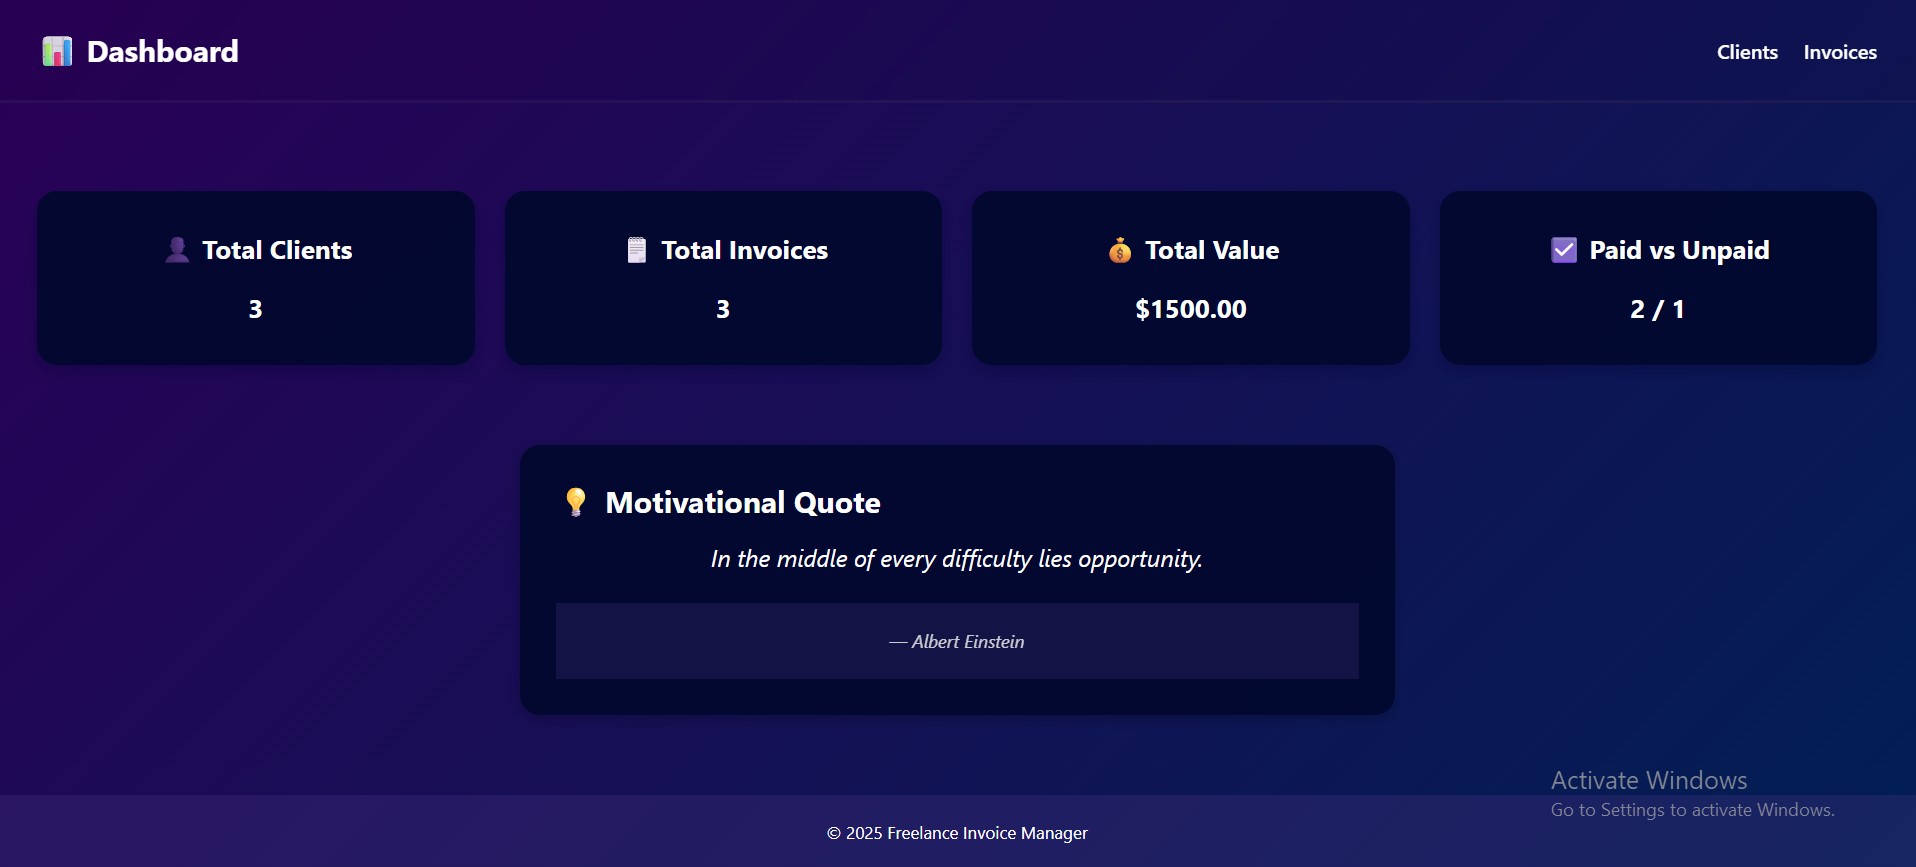 Dashboard
Clients
Invoices
Total Clients
3
Total Invoices
3
Total Value
$1500.00
Paid vs Unpaid
2 / 1
Motivational Quote
In the middle of every difficulty lies opportunity.
— Albert Einstein
Activate Windows
Go to Settings to activate Windows.
© 2025 Freelance Invoice Manager